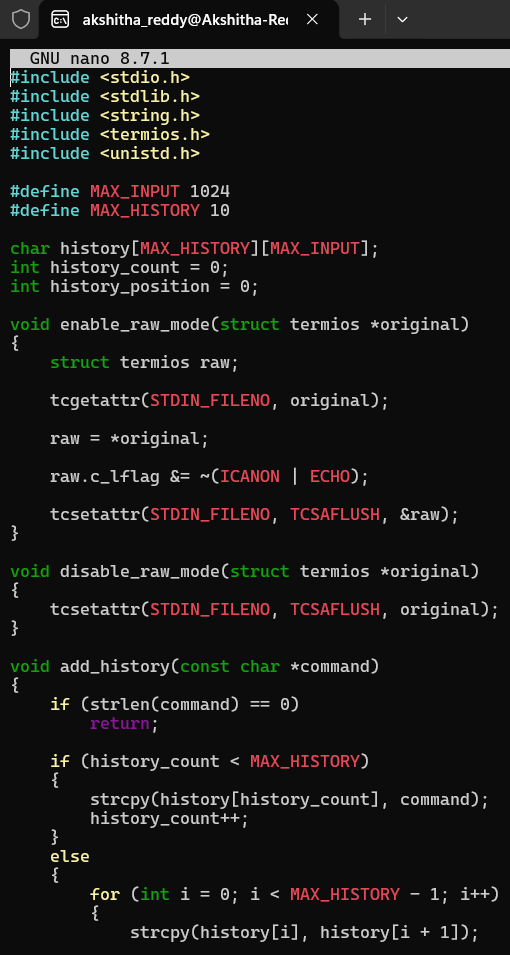 akshitha_reddy@Akshitha-Re
GNU nano 8.7.1
#include <stdio.h>
#include <stdlib.h>
#include <string.h>
#include <termios.h>
#include <unistd.h>

#define MAX_INPUT 1024
#define MAX_HISTORY 10

char history[MAX_HISTORY][MAX_INPUT];
int history_count = 0;
int history_position = 0;

void enable_raw_mode(struct termios *original)
{
    struct termios raw;

    tcgetattr(STDIN_FILENO, original);

    raw = *original;

    raw.c_lflag &= ~(ICANON | ECHO);

    tcsetattr(STDIN_FILENO, TCSAFLUSH, &raw);
}

void disable_raw_mode(struct termios *original)
{
    tcsetattr(STDIN_FILENO, TCSAFLUSH, original);
}

void add_history(const char *command)
{
    if (strlen(command) == 0)
        return;

    if (history_count < MAX_HISTORY)
    {
        strcpy(history[history_count], command);
        history_count++;
    }
    else
    {
        for (int i = 0; i < MAX_HISTORY - 1; i++)
        {
            strcpy(history[i], history[i + 1]);